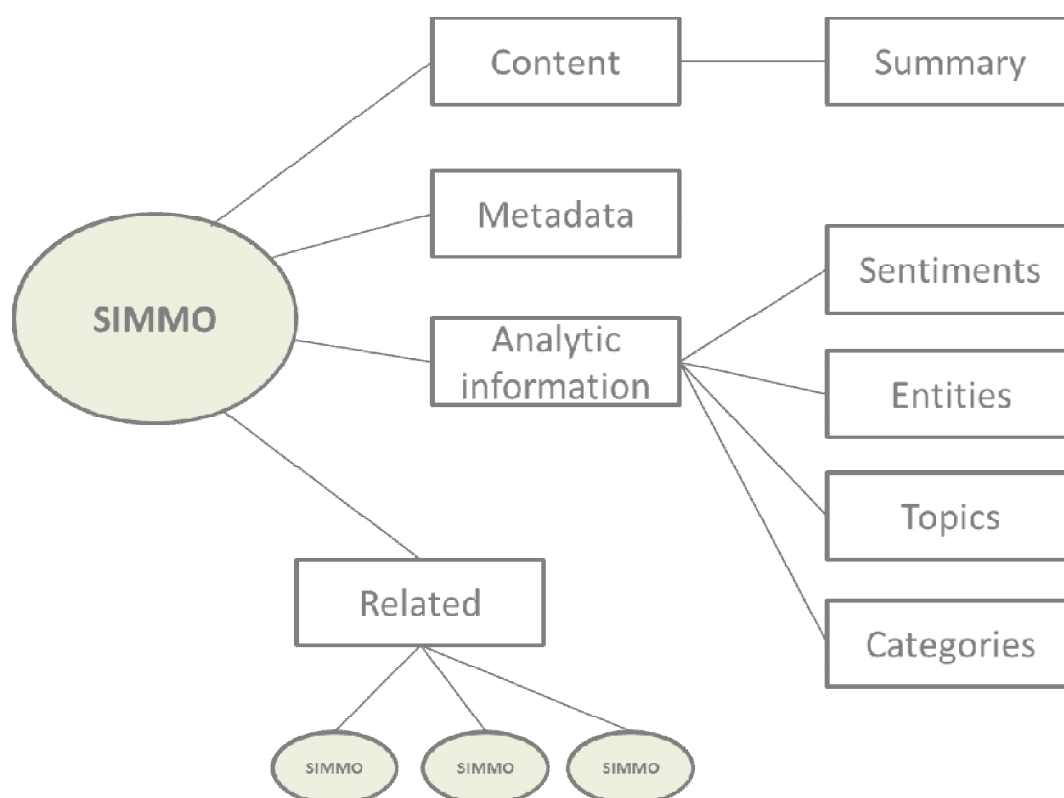 Content
Summary
Metadata
SIMMO
Sentiments
Analytic
information
Entities
Topics
Related
Categories
SIMMO
SIMMO
SIMMO